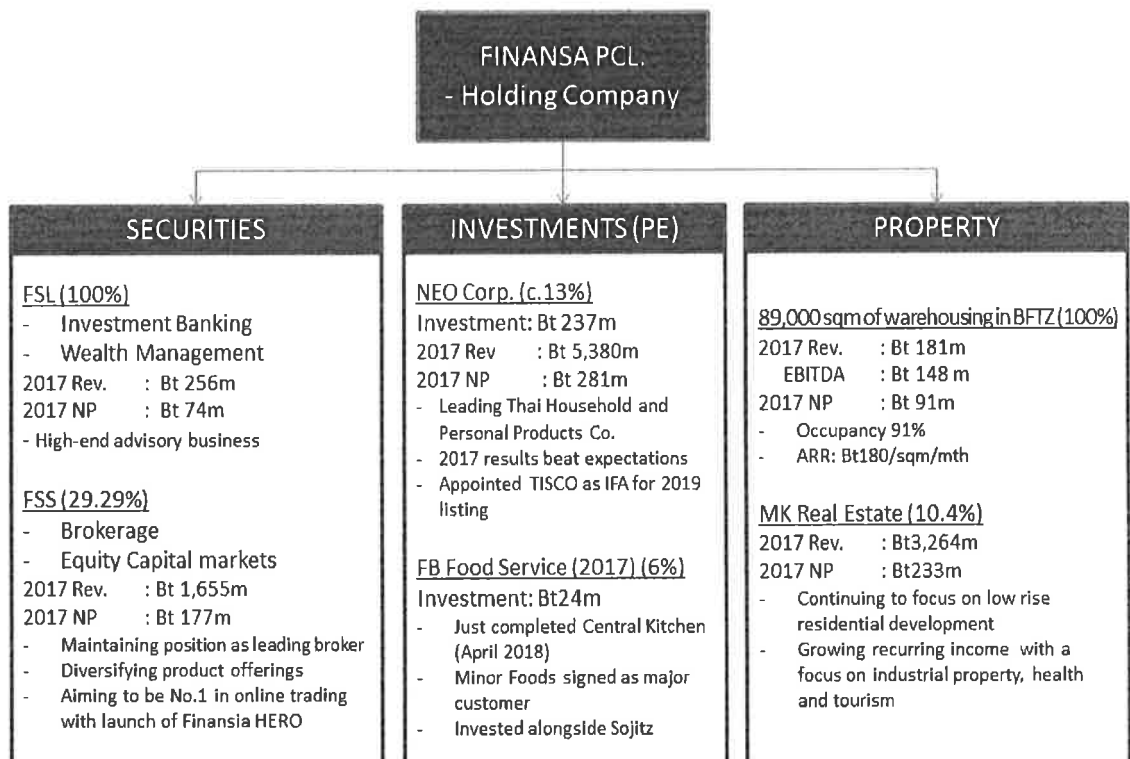 FINANSA PCL.
- Holding Company
SECURITIES
FSL (100%)
- Investment Banking
- Wealth Management
2017 Rev. : Bt 256m
2017 NP : Bt 74m
- High-end advisory business
FSS (29.29%)
- Brokerage
- Equity Capital markets
2017 Rev. : Bt 1,655m
2017 NP : Bt 177m
- Maintaining position as leading broker
- Diversifying product offerings
- Aiming to be No.1 in online trading
with launch of Finansia HERO
INVESTMENTS (PE)
NEO Corp. (c.13%)
Investment: Bt 237m
2017 Rev : Bt 5,380m
2017 NP : Bt 281m
- Leading Thai Household and
Personal Products Co.
- 2017 results beat expectations
- Appointed TISCO as IFA for 2019
listing
FB Food Service (2017) (6%)
Investment: Bt24m
- Just completed Central Kitchen
(April 2018)
- Minor Foods signed as major
customer
- Invested alongside Sojitz
PROPERTY
89,000 sqm of warehousing in BFTZ (100%)
2017 Rev. : Bt 181m
EBITDA : Bt 148 m
2017 NP : Bt 91m
- Occupancy 91%
- ARR: Bt180/sqm/mth
MK Real Estate (10.4%)
2017 Rev. : Bt3,264m
2017 NP : Bt233m
- Continuing to focus on low rise
residential development
- Growing recurring income with a
focus on industrial property, health
and tourism